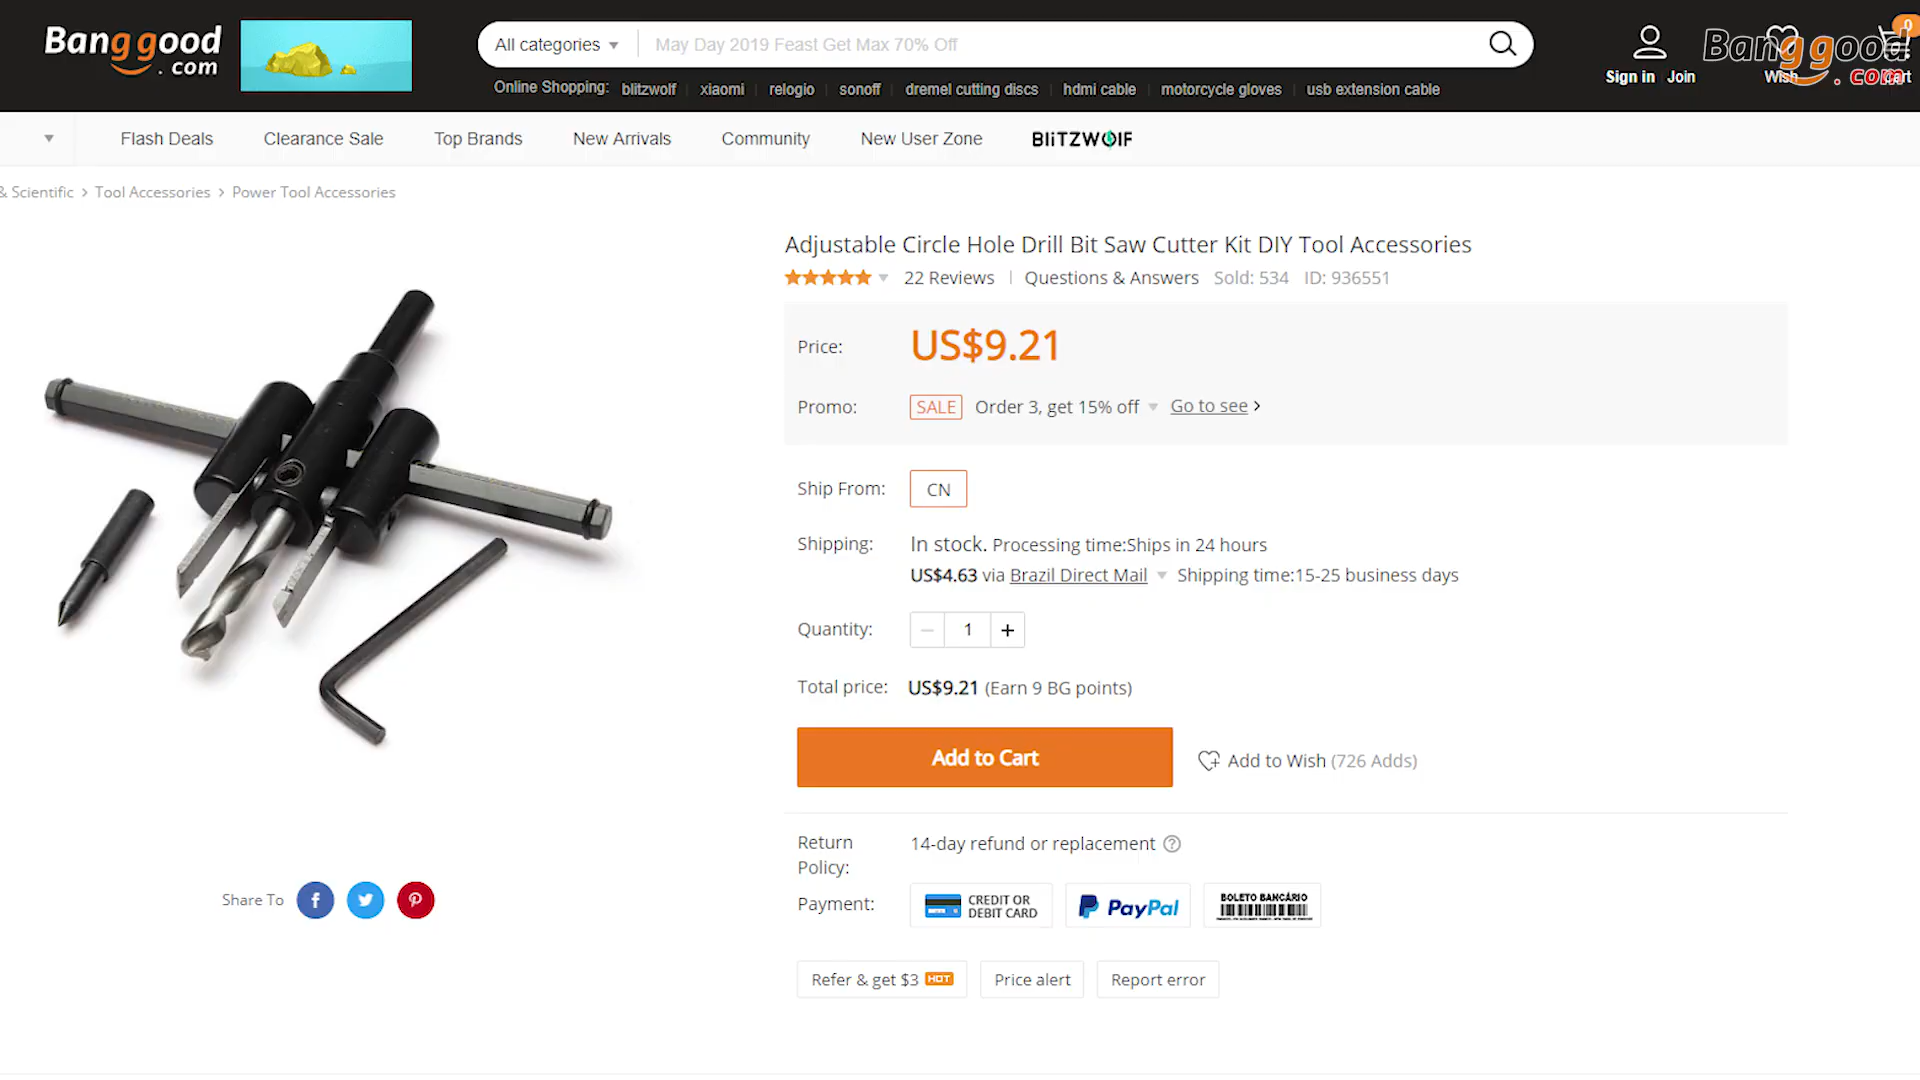 Banggood
.com
All categories
May Day 2019 Feast Get Max 70% Off
Online Shopping: blitzwolf xiaomi relogio sonoff dremel cutting discs hdmi cable motorcycle gloves usb extension cable
Sign in Join
Wish
Cart
0
Banggood
.com
Flash Deals Clearance Sale Top Brands New Arrivals Community New User Zone BLITZWOLF
& Scientific > Tool Accessories > Power Tool Accessories
Adjustable Circle Hole Drill Bit Saw Cutter Kit DIY Tool Accessories
22 Reviews Questions & Answers Sold: 534 ID: 936551
Price: US$9.21
Promo: SALE Order 3, get 15% off Go to see >
Ship From: CN
Shipping: In stock. Processing time:Ships in 24 hours
US$4.63 via Brazil Direct Mail Shipping time:15-25 business days
Quantity: − 1 +
Total price: US$9.21 (Earn 9 BG points)
Add to Cart
Add to Wish (726 Adds)
Return
Policy:
14-day refund or replacement ?
Payment:
CREDIT OR
DEBIT CARD
PayPal
BOLETO BANCÁRIO
Share To
Refer & get $3 HOT Price alert Report error